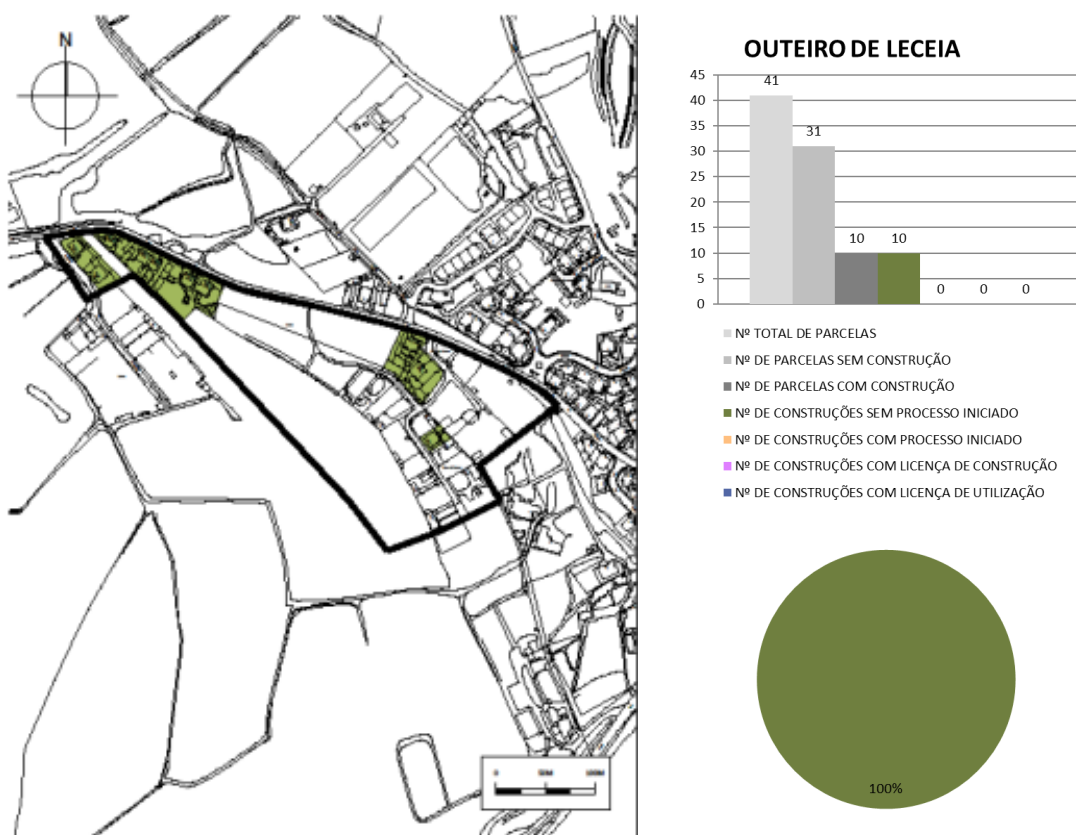 N
OUTEIRO DE LECEIA
45
40
35
30
25
20
15
10
5
0
41
31
10
10
0
0
0
Nº TOTAL DE PARCELAS
Nº DE PARCELAS SEM CONSTRUÇÃO
Nº DE PARCELAS COM CONSTRUÇÃO
Nº DE CONSTRUÇÕES SEM PROCESSO INICIADO
Nº DE CONSTRUÇÕES COM PROCESSO INICIADO
Nº DE CONSTRUÇÕES COM LICENÇA DE CONSTRUÇÃO
Nº DE CONSTRUÇÕES COM LICENÇA DE UTILIZAÇÃO
100%
0 50M 100M